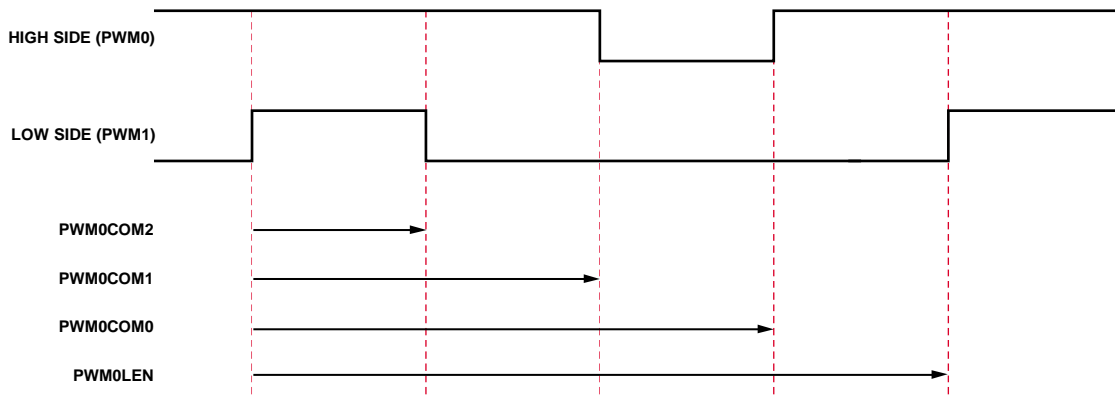 HIGH SIDE (PWM0)
LOW SIDE (PWM1)
PWM0COM2
PWM0COM1
PWM0COM0
PWM0LEN